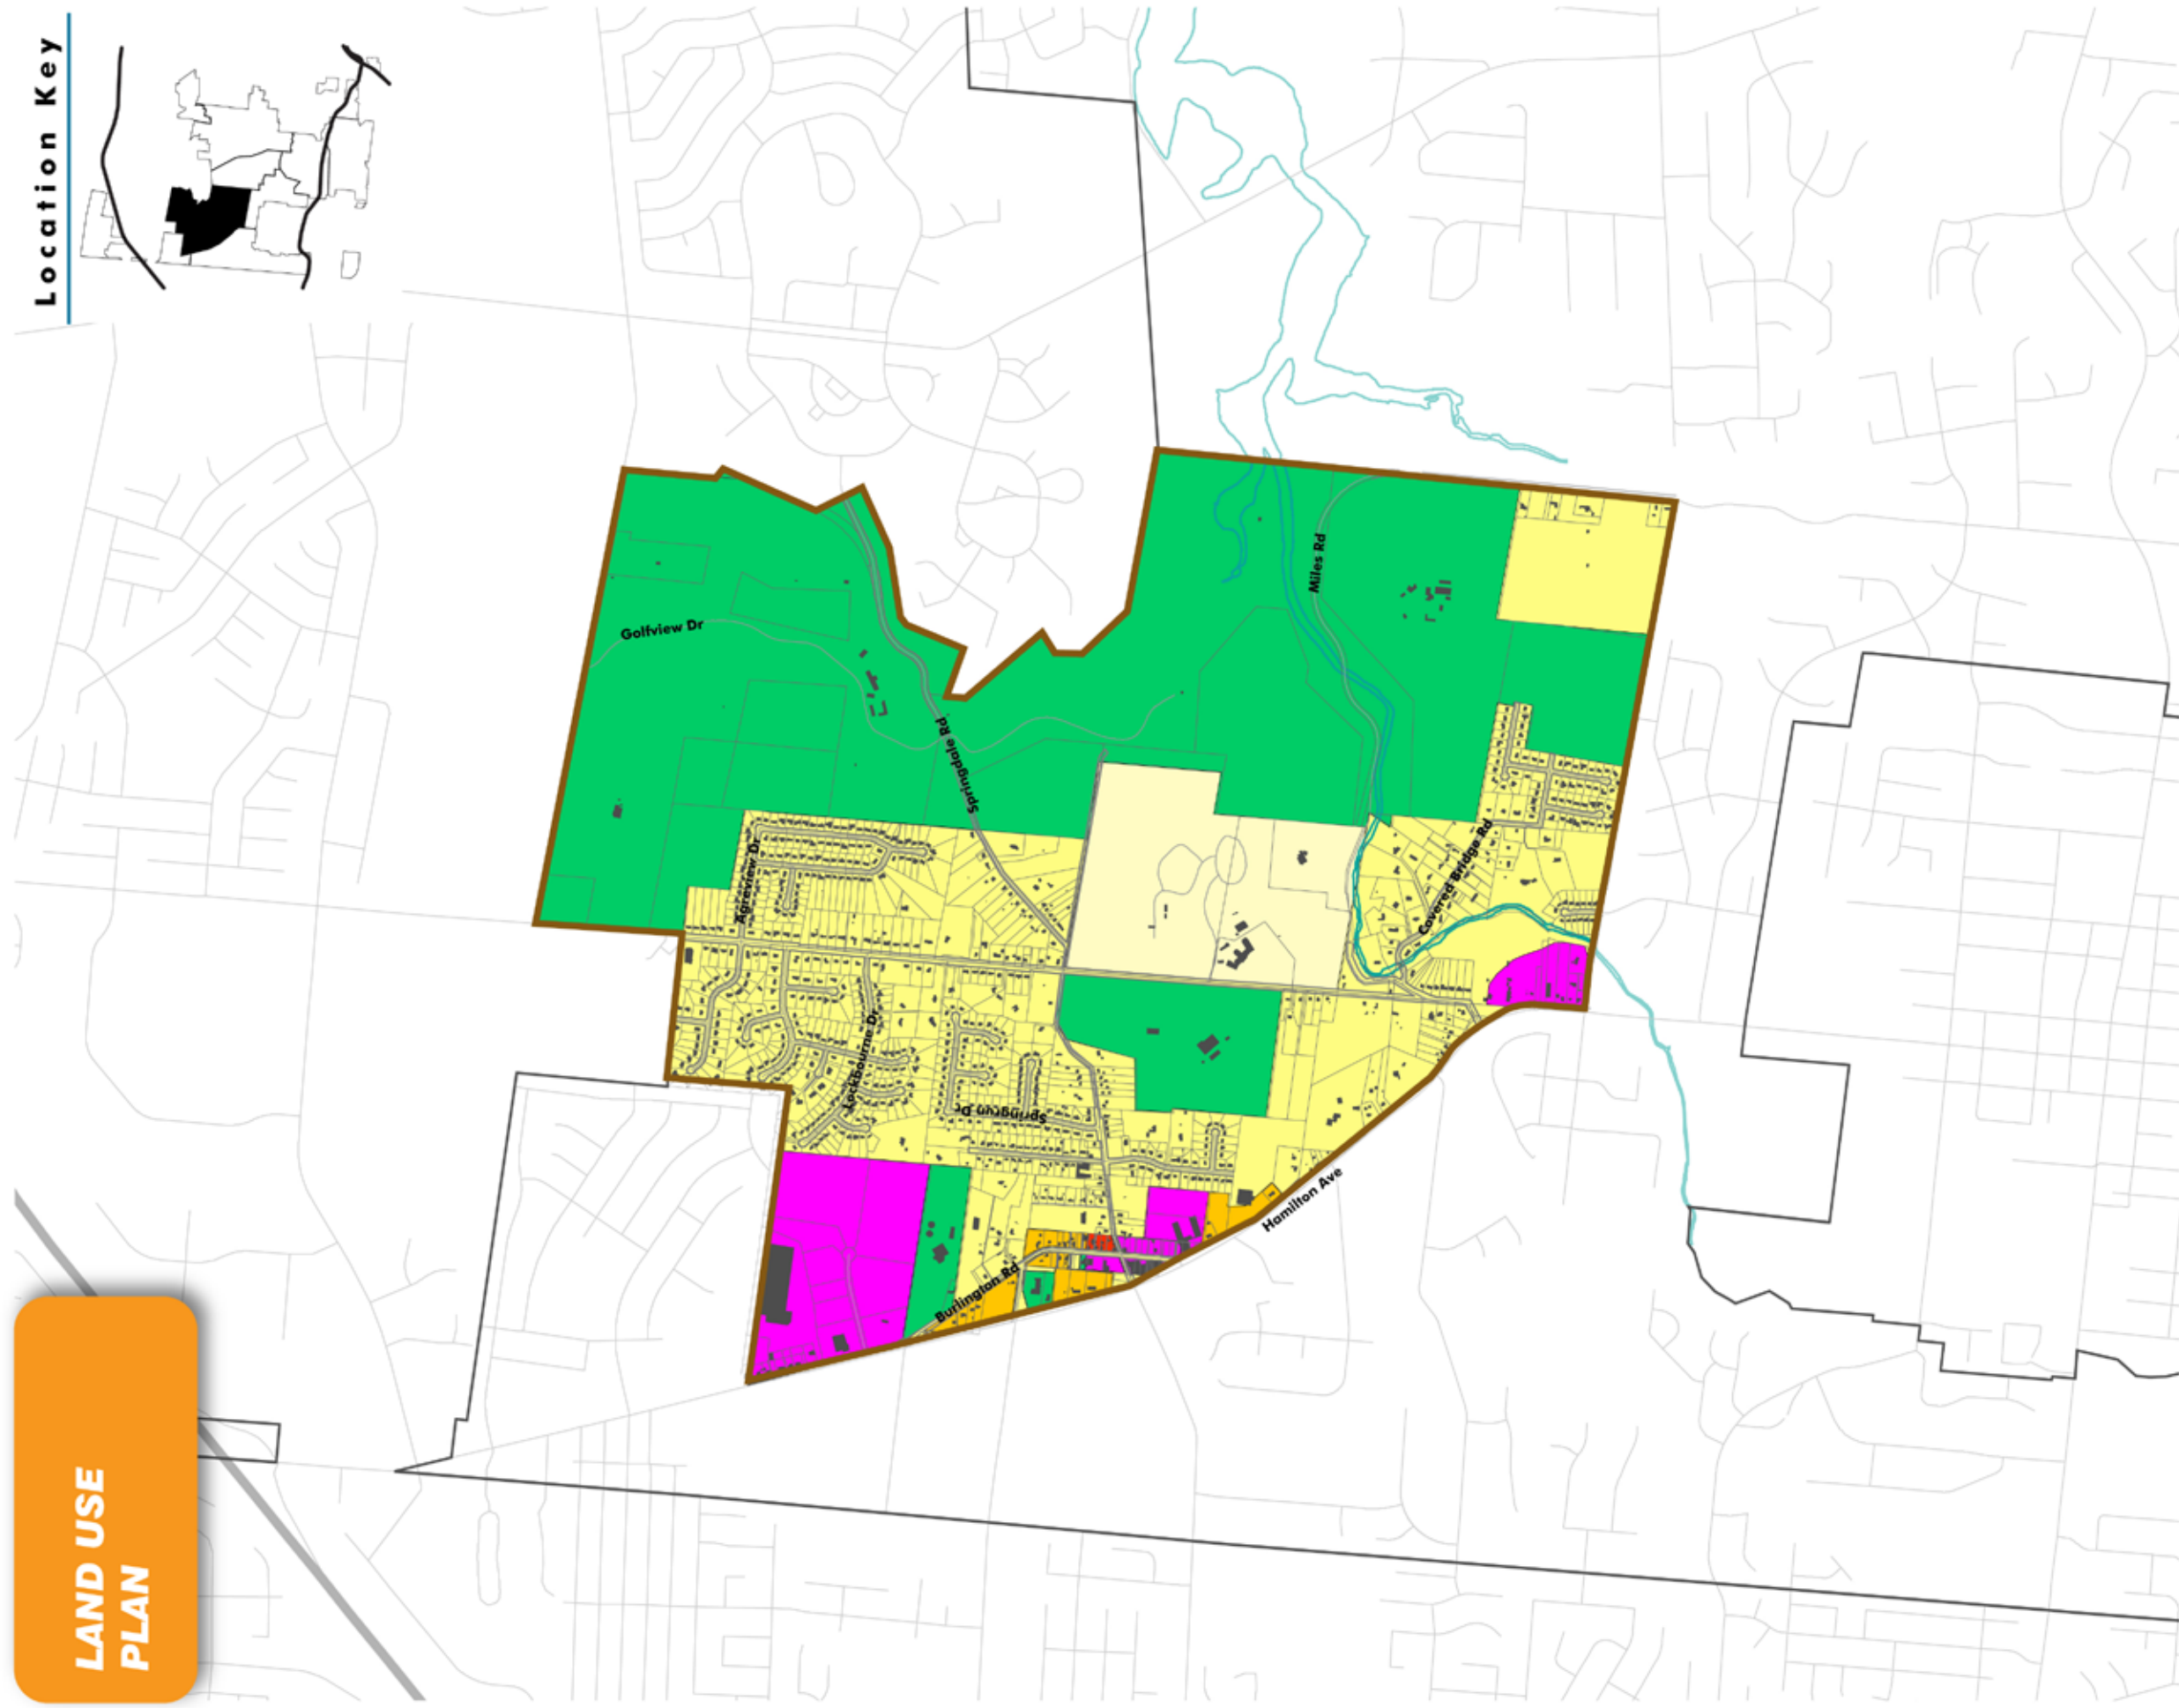 Location Key
LAND USE
PLAN
Golfview Dr
Miles Rd
Springdale Rd
Agreview Dr
Covered Bridge Rd
Lockbourne Dr
Springrun Dr
Hamilton Ave
Burlington Rd